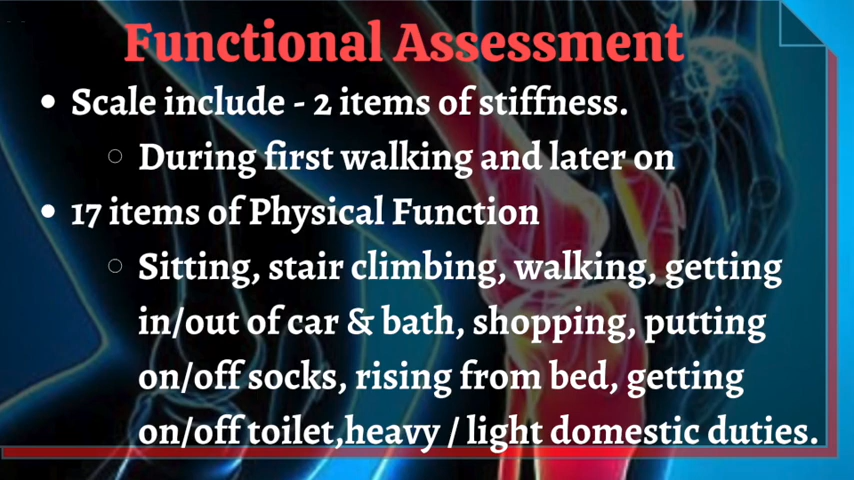 Functional Assessment
• Scale include - 2 items of stiffness.
○ During first walking and later on
• 17 items of Physical Function
○ Sitting, stair climbing, walking, getting
in/out of car & bath, shopping, putting
on/off socks, rising from bed, getting
on/off toilet,heavy / light domestic duties.